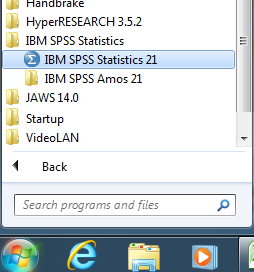 Handbrake
HyperRESEARCH 3.5.2
IBM SPSS Statistics
IBM SPSS Statistics 21
IBM SPSS Amos 21
JAWS 14.0
Startup
VideoLAN
Back
Search programs and files